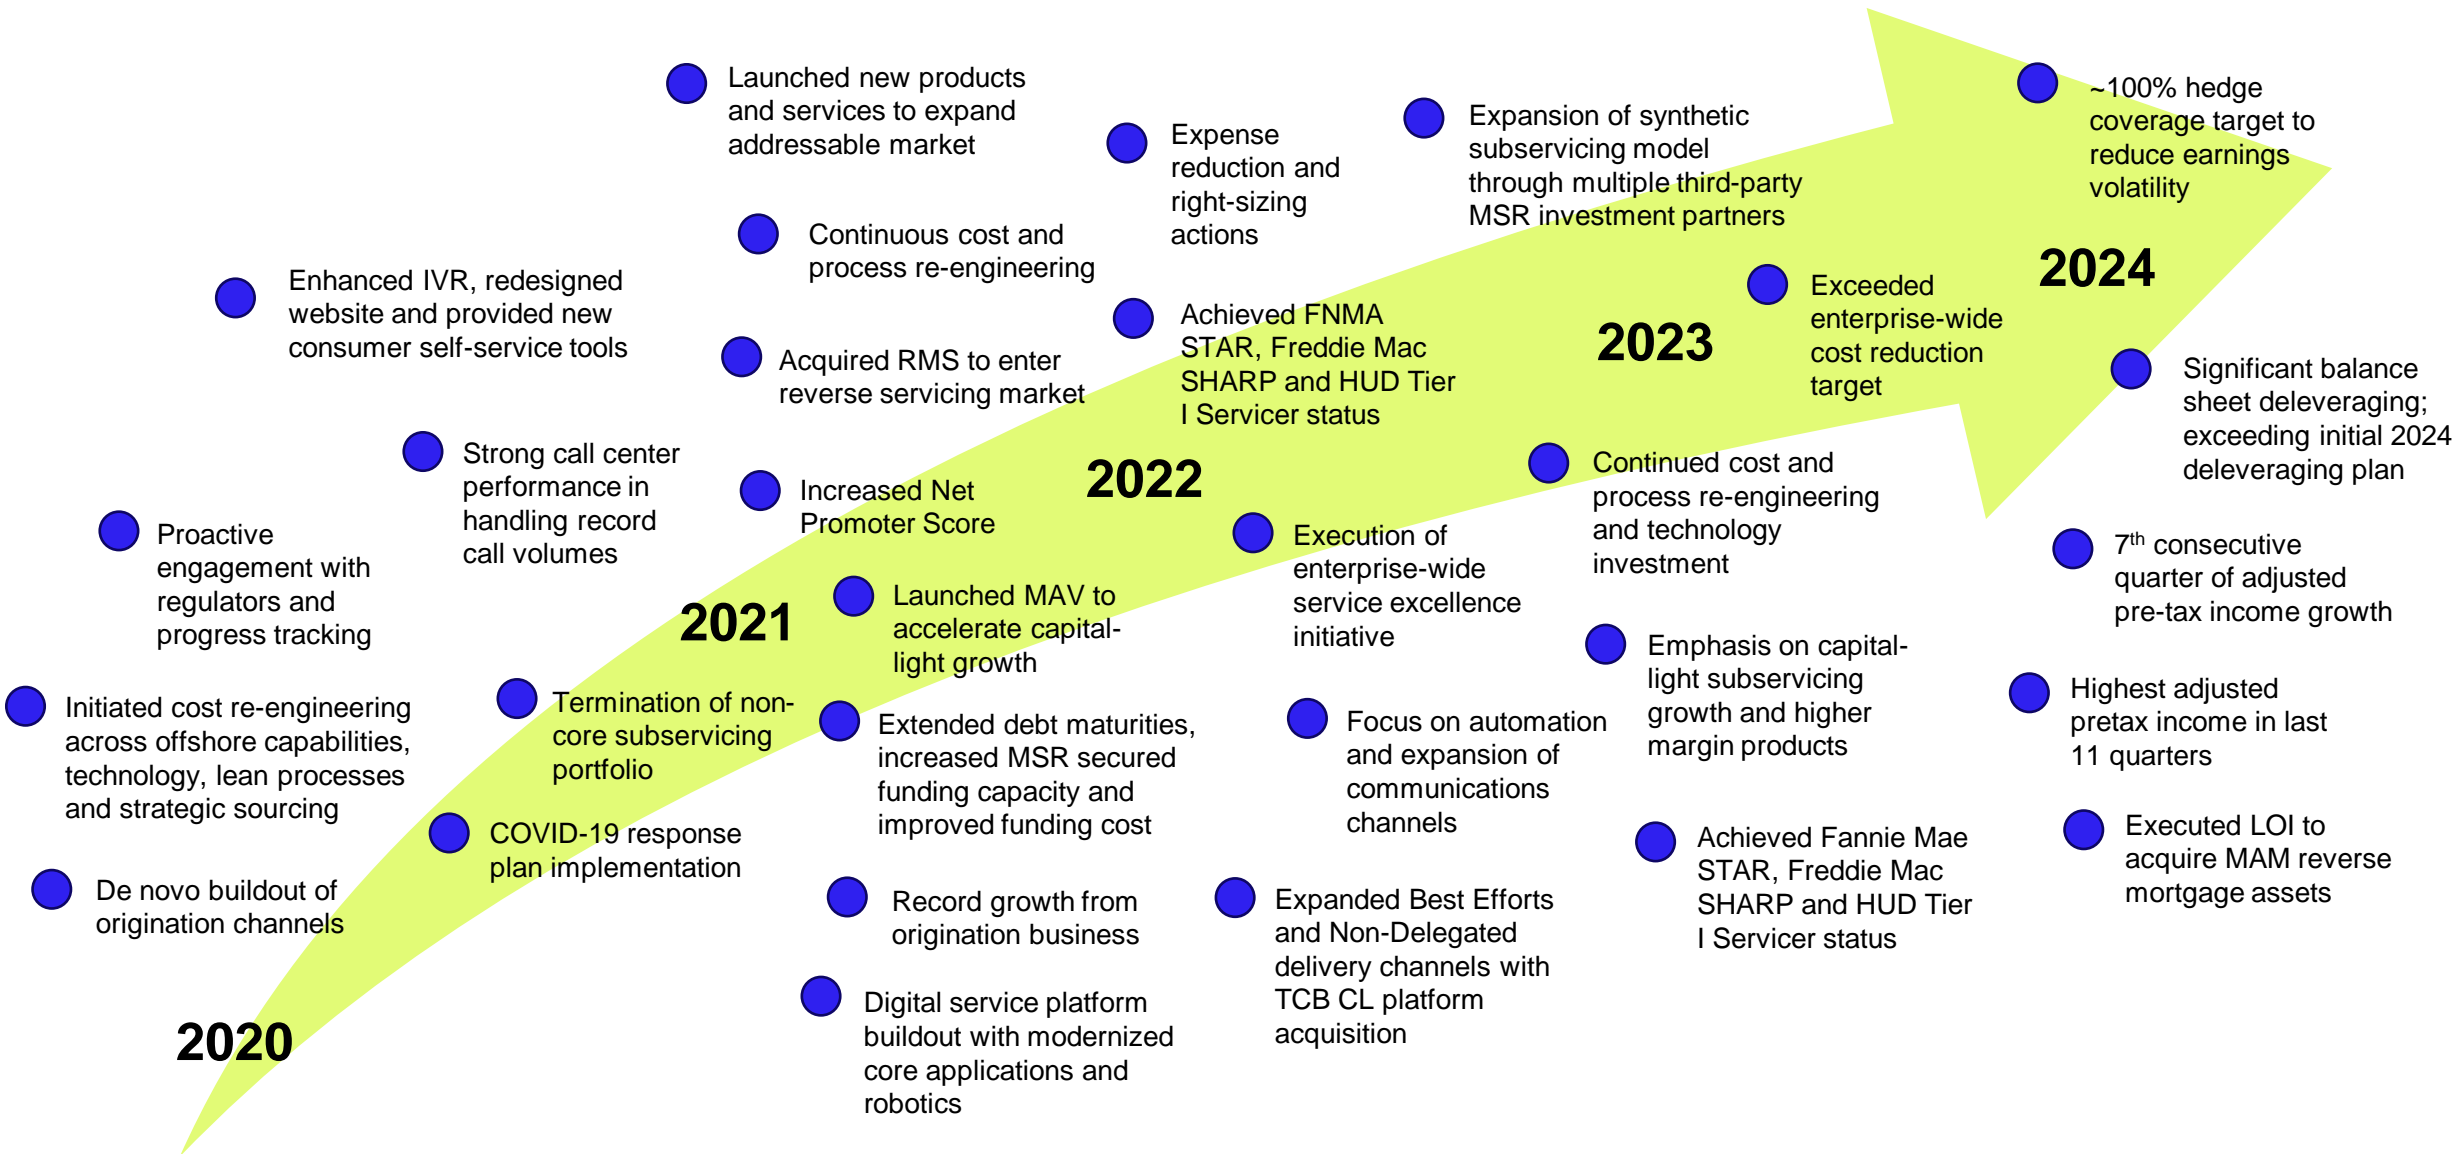 Launched new products
and services to expand
addressable market
Expense
reduction and
right-sizing
actions
Expansion of synthetic
subservicing model
through multiple third-party
MSR investment partners
~100% hedge
coverage target to
reduce earnings
volatility
Continuous cost and
process re-engineering
Enhanced IVR, redesigned
website and provided new
consumer self-service tools
2024
Exceeded
enterprise-wide
cost reduction
target
Achieved FNMA
STAR, Freddie Mac
SHARP and HUD Tier
I Servicer status
2023
Acquired RMS to enter
reverse servicing market
Significant balance
sheet deleveraging;
exceeding initial 2024
deleveraging plan
Strong call center
performance in
handling record
call volumes
Increased Net
Promoter Score
2022
Continued cost and
process re-engineering
and technology
investment
Proactive
engagement with
regulators and
progress tracking
Execution of
enterprise-wide
service excellence
initiative
7th consecutive
quarter of adjusted
pre-tax income growth
2021
Launched MAV to
accelerate capital-
light growth
Emphasis on capital-
light subservicing
growth and higher
margin products
Initiated cost re-engineering
across offshore capabilities,
technology, lean processes
and strategic sourcing
Termination of non-
core subservicing
portfolio
Extended debt maturities,
increased MSR secured
funding capacity and
improved funding cost
Focus on automation
and expansion of
communications
channels
Highest adjusted
pretax income in last
11 quarters
COVID-19 response
plan implementation
Achieved Fannie Mae
STAR, Freddie Mac
SHARP and HUD Tier
I Servicer status
Executed LOI to
acquire MAM reverse
mortgage assets
De novo buildout of
origination channels
Record growth from
origination business
Expanded Best Efforts
and Non-Delegated
delivery channels with
TCB CL platform
acquisition
Digital service platform
buildout with modernized
core applications and
robotics
2020